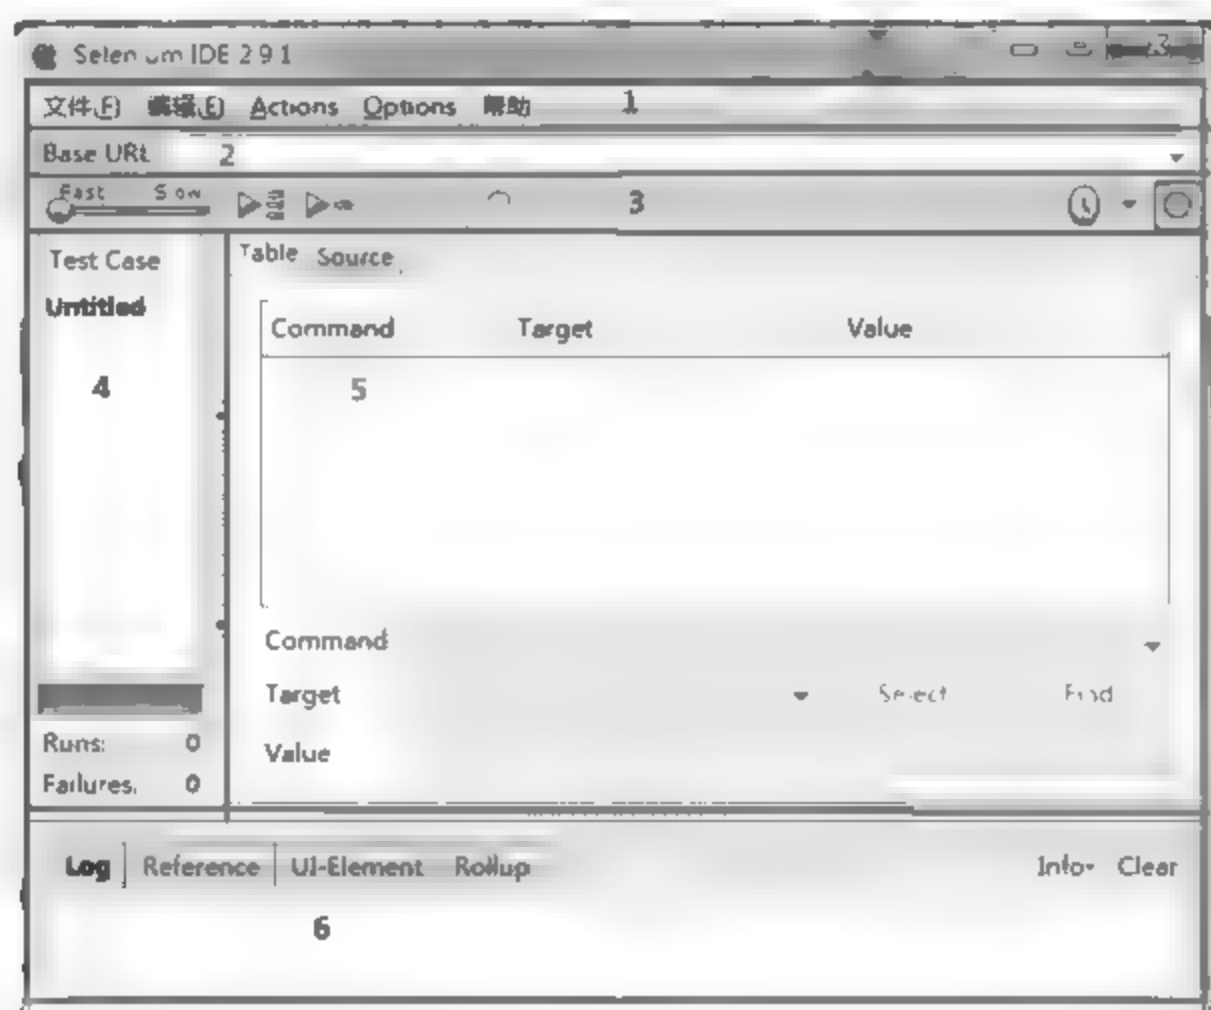 Selenium IDE 2.9.1
文件(F) 编辑(E) Actions Options 帮助 1
Base URL 2
Fast Slow 3
Test Case
Untitled
4
Table Source
Command Target Value
5
Command
Target Select Find
Value
Runs: 0
Failures: 0
Log Reference UI-Element Rollup Info Clear
6